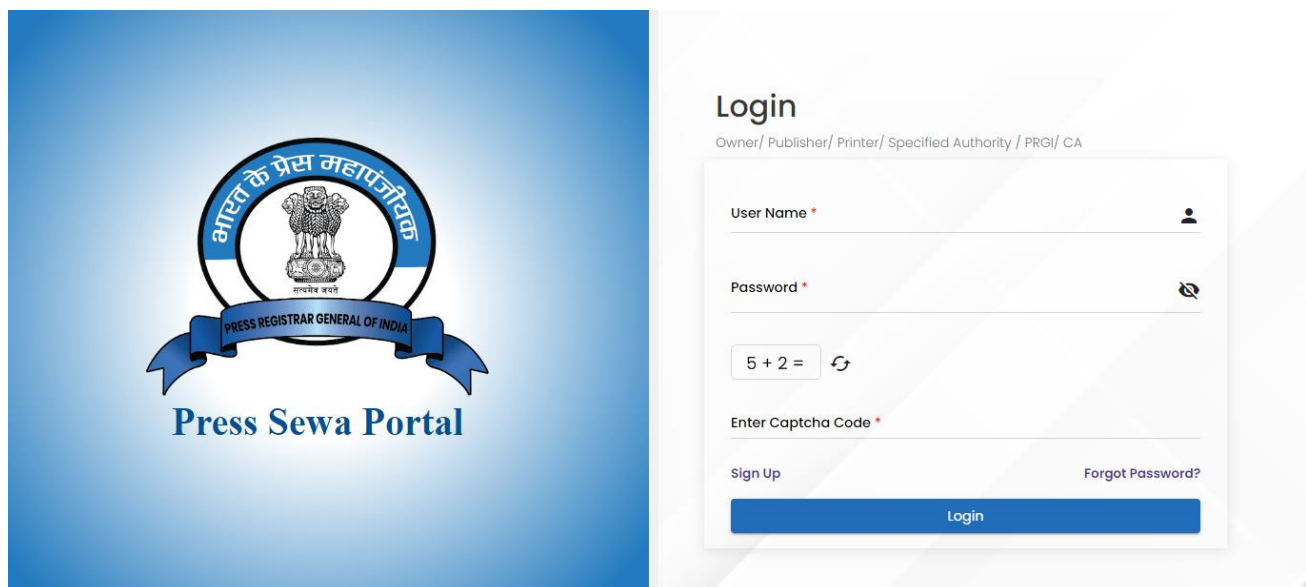 भारत के प्रेस महापंजीयक
सत्यमेव जयते
PRESS REGISTRAR GENERAL OF INDIA
Press Sewa Portal
Login
Owner/ Publisher/ Printer/ Specified Authority / PRGI/ CA
User Name *
Password *
5 + 2 =
Enter Captcha Code *
Sign Up Forgot Password?
Login